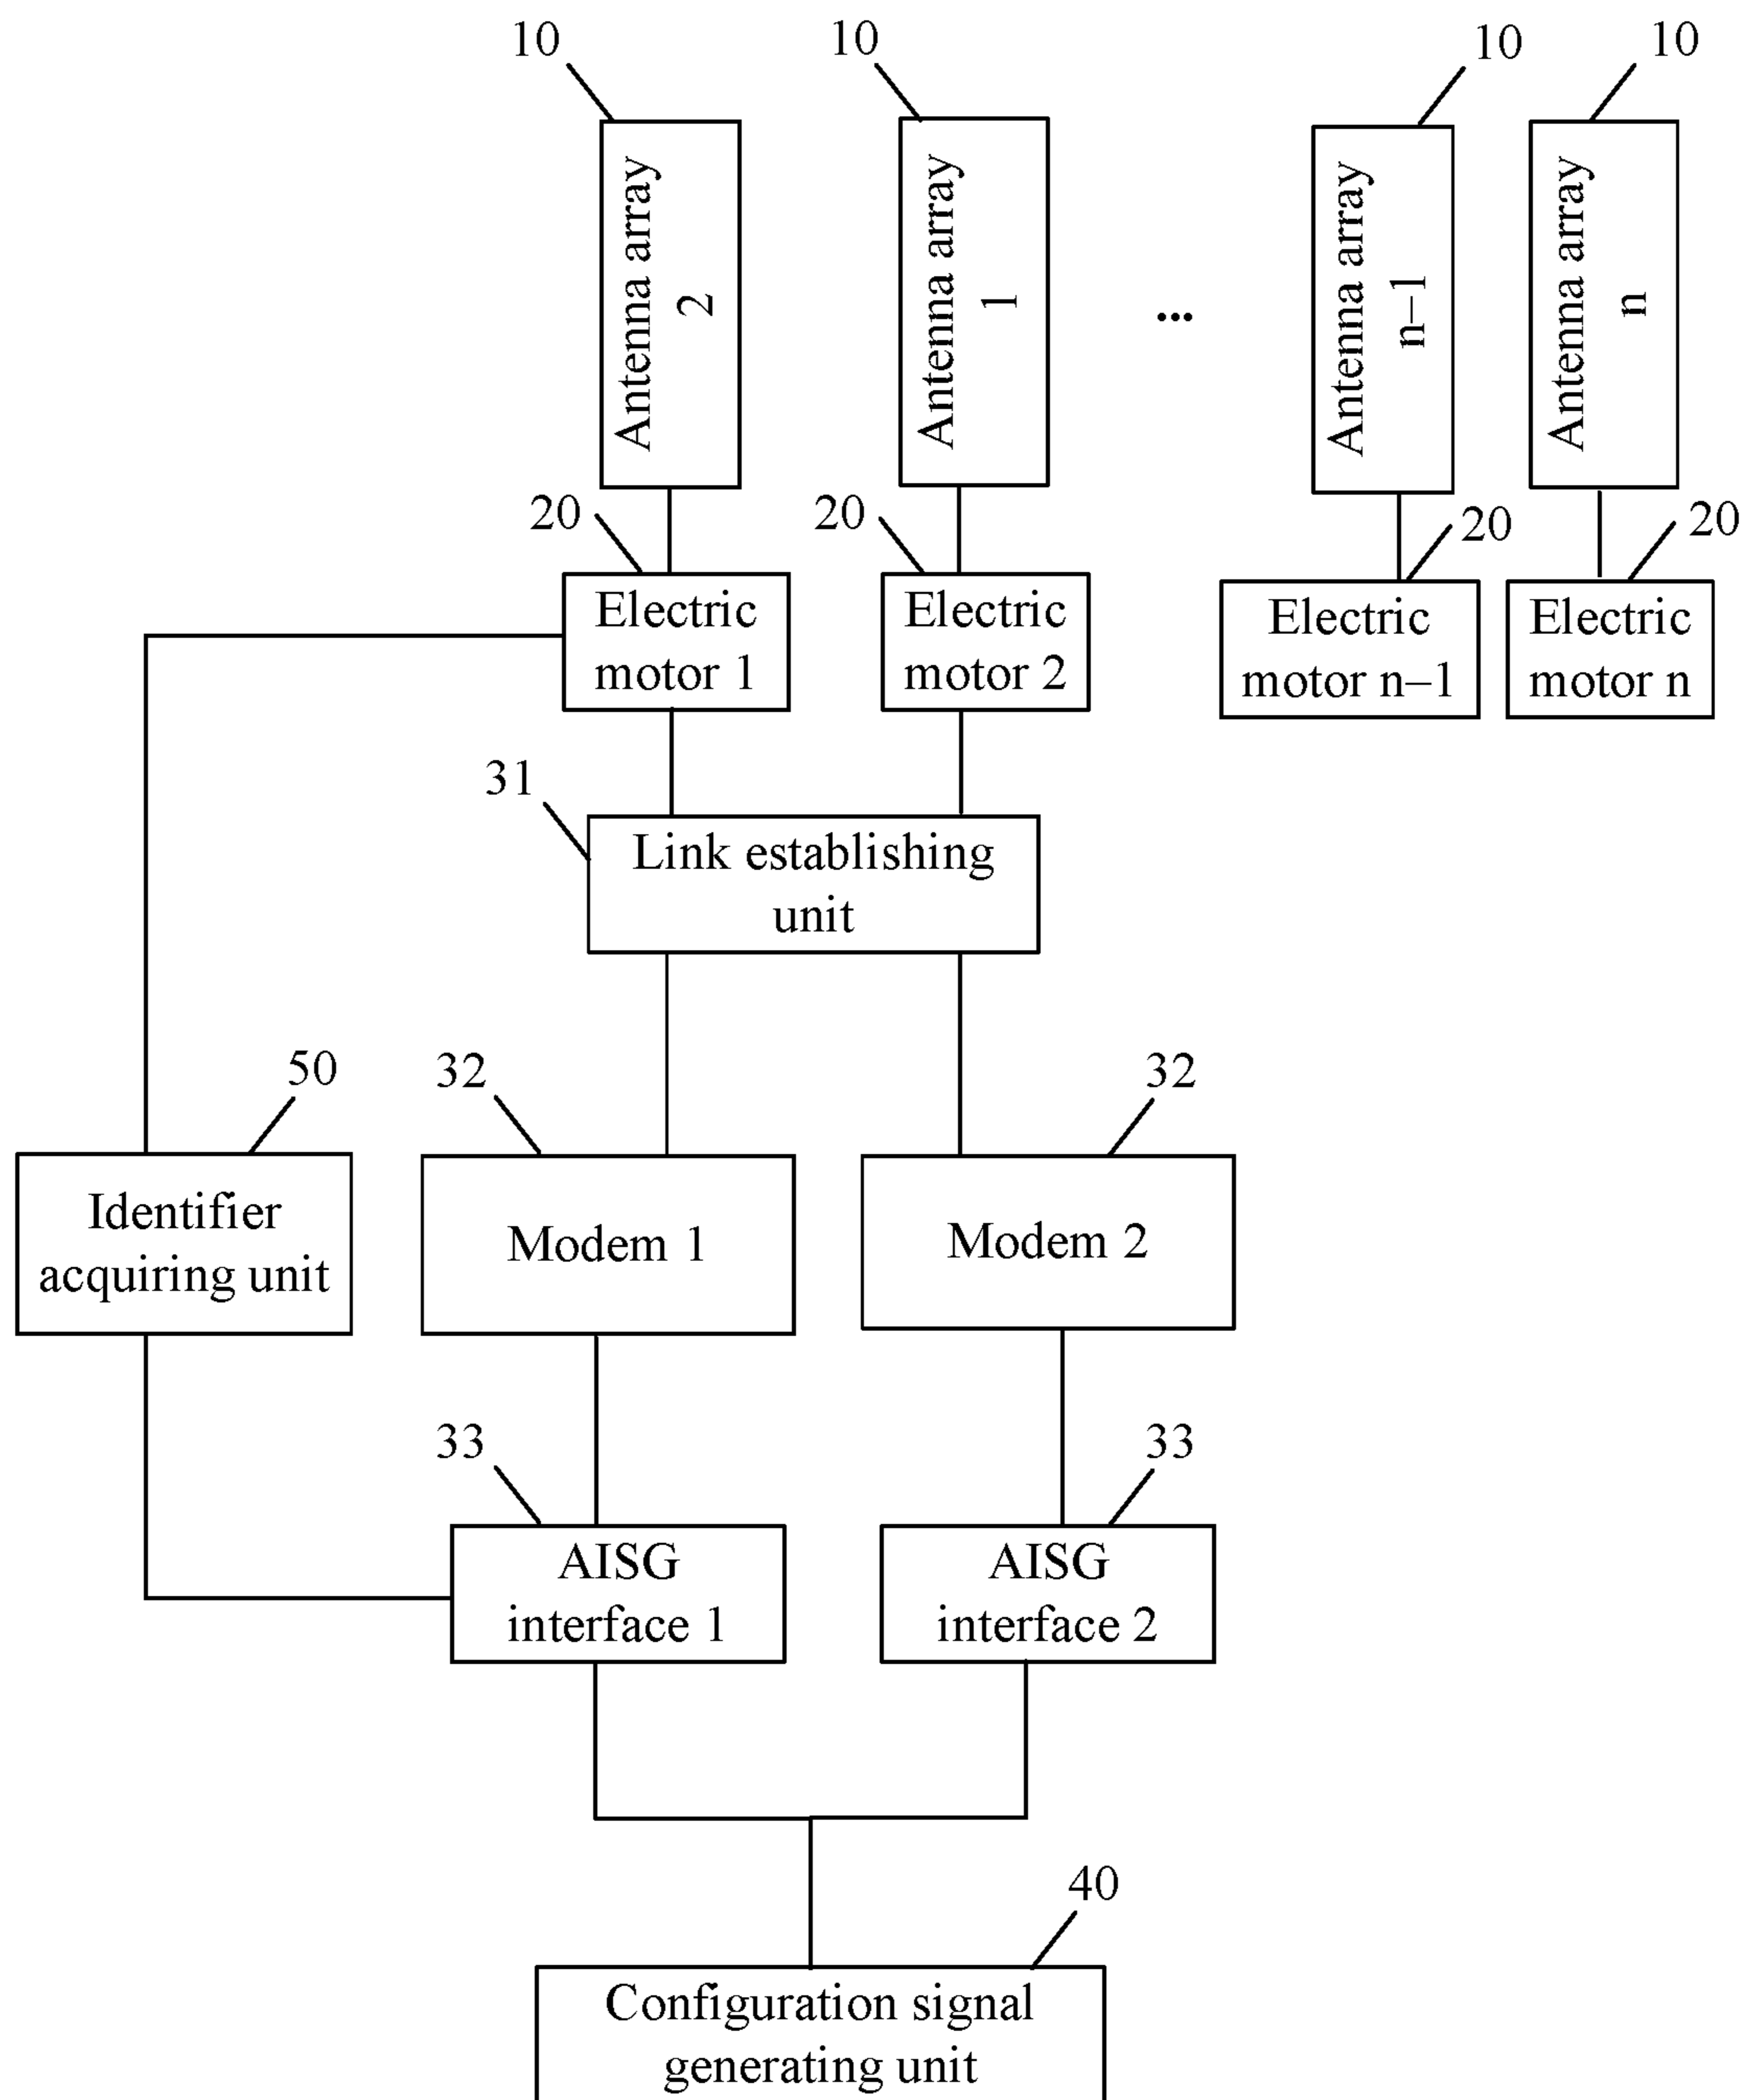 10
10
10
10
Antenna array
2
Antenna array
1
...
Antenna array
n–1
Antenna array
n
20
20
20
20
Electric
motor 1
Electric
motor 2
Electric
motor n–1
Electric
motor n
31
Link establishing
unit
50
32
32
Identifier
acquiring unit
Modem 1
Modem 2
33
33
AISG
interface 1
AISG
interface 2
40
Configuration signal
generating unit